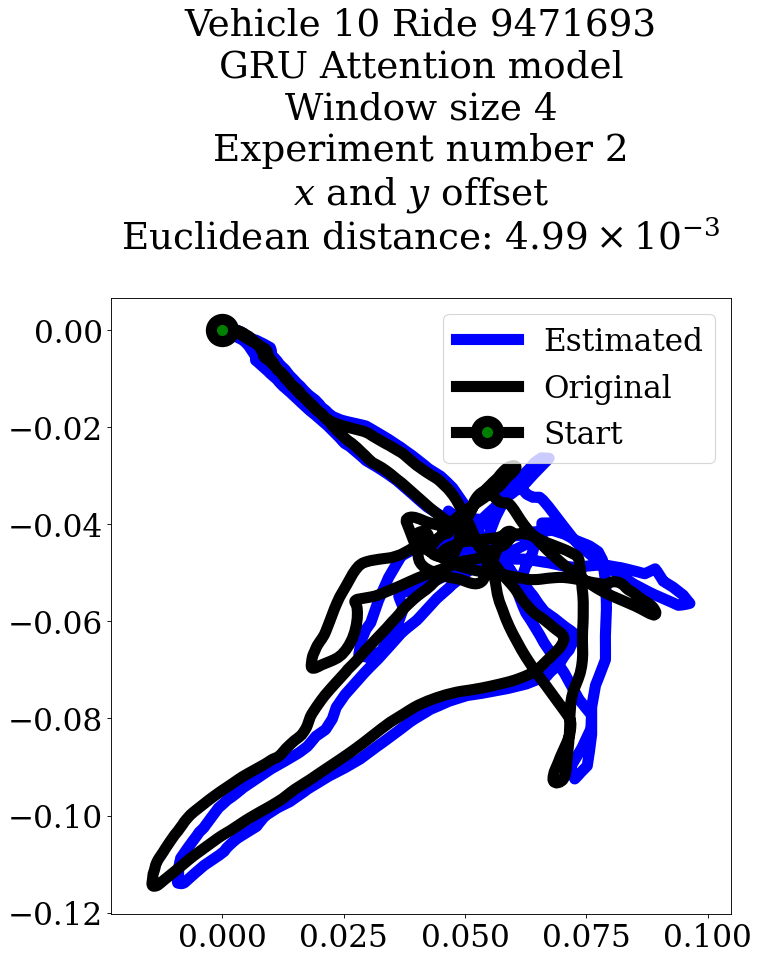 Vehicle 10 Ride 9471693
GRU Attention model
Window size 4
Experiment number 2
x and y offset
Euclidean distance: 4.99 × 10⁻³
Estimated
Original
Start
0.00
−0.02
−0.04
−0.06
−0.08
−0.10
−0.12
0.000 0.025 0.050 0.075 0.100